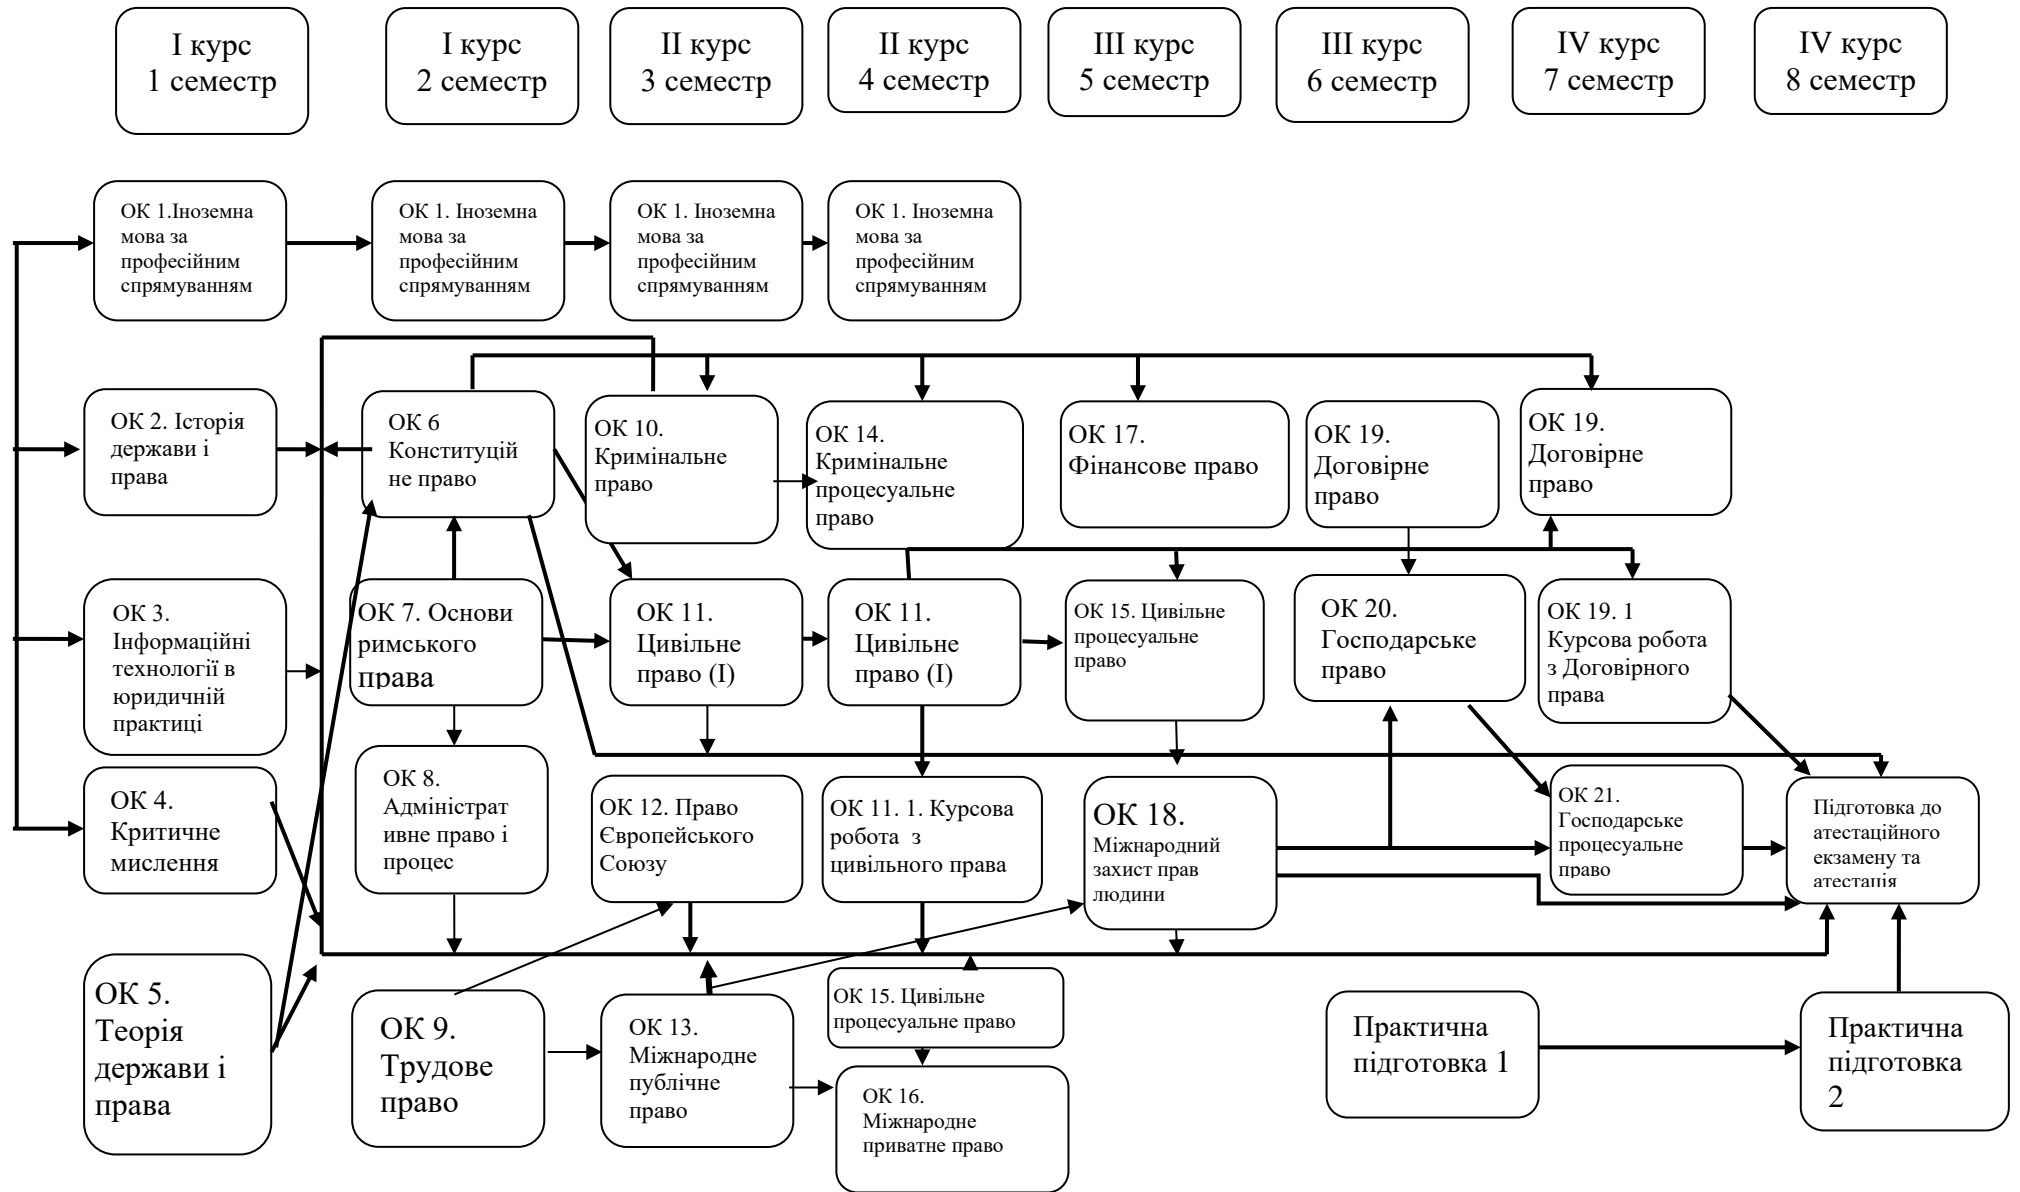 І курс
1 семестр
І курс
2 семестр
ІІ курс
3 семестр
ІІ курс
4 семестр
ІІІ курс
5 семестр
ІІІ курс
6 семестр
ІV курс
7 семестр
ІV курс
8 семестр
ОК 1.Іноземна
мова за
професійним
спрямуванням
ОК 1. Іноземна
мова за
професійним
спрямуванням
ОК 1. Іноземна
мова за
професійним
спрямуванням
ОК 1. Іноземна
мова за
професійним
спрямуванням
ОК 2. Історія
держави і
права
ОК 6
Конституцій
не право
ОК 10.
Кримінальне
право
ОК 14.
Кримінальне
процесуальне
право
ОК 17.
Фінансове право
ОК 19.
Договірне
право
ОК 19.
Договірне
право
ОК 3.
Інформаційні
технології в
юридичній
практиці
ОК 7. Основи
римського
права
ОК 11.
Цивільне
право (І)
ОК 11.
Цивільне
право (І)
ОК 15. Цивільне
процесуальне
право
ОК 20.
Господарське
право
ОК 19. 1
Курсова робота
з Договірного
права
ОК 4.
Критичне
мислення
ОК 8.
Адміністрат
ивне право і
процес
ОК 12. Право
Європейського
Союзу
ОК 11. 1. Курсова
робота з
цивільного права
ОК 18.
Міжнародний
захист прав
людини
ОК 21.
Господарське
процесуальне
право
Підготовка до
атестаційного
екзамену та
атестація
ОК 5.
Теорія
держави і
права
ОК 9.
Трудове
право
ОК 13.
Міжнародне
публічне
право
ОК 15. Цивільне
процесуальне право
ОК 16.
Міжнародне
приватне право
Практична
підготовка 1
Практична
підготовка
2